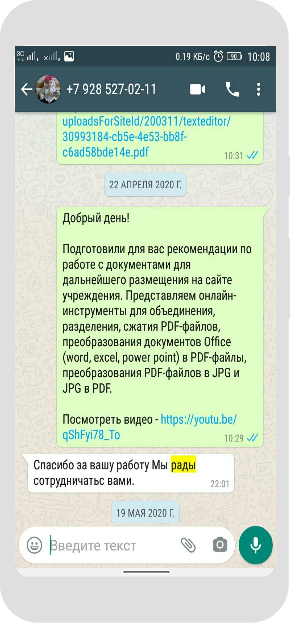 0.19 КБ/с 90 10:08
+7 928 527-02-11
uploadsForSiteId/200311/texteditor/
30993184-cb5e-4e53-bb8f-
c6ad58bde14e.pdf
10:31
22 АПРЕЛЯ 2020 Г.
Добрый день!
Подготовили для вас рекомендации по
работе с документами для
дальнейшего размещения на сайте
учреждения. Представляем онлайн-
инструменты для объединения,
разделения, сжатия PDF-файлов,
преобразования документов Office
(word, excel, power point) в PDF-файлы,
преобразования PDF-файлов в JPG и
JPG в PDF.
Посмотреть видео - https://youtu.be/
qShFyi78_To
10:29
Спасибо за вашу работу Мы рады
сотрудничатьс вами.
22:01
19 МАЯ 2020 Г.
Введите текст